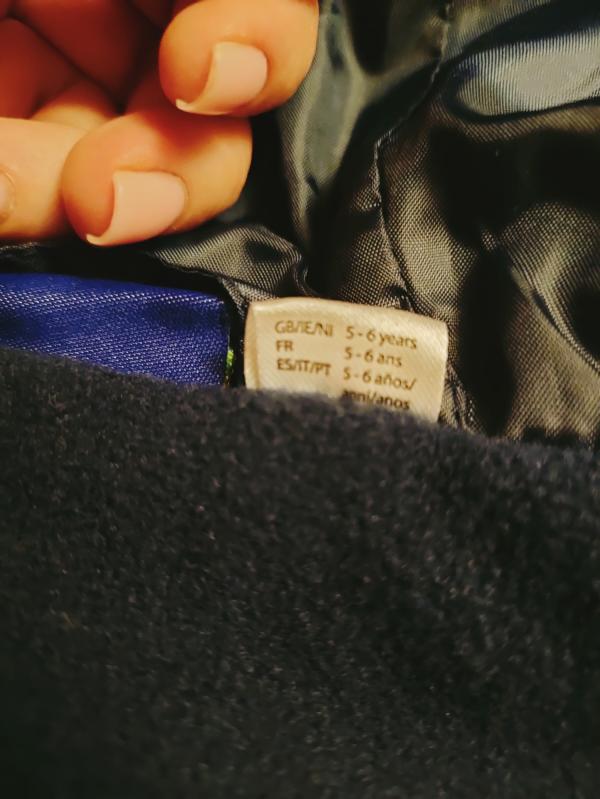 GB/IE/NI 5-6 years
FR 5-6 ans
ES/IT/PT 5-6 años/
anni/anos